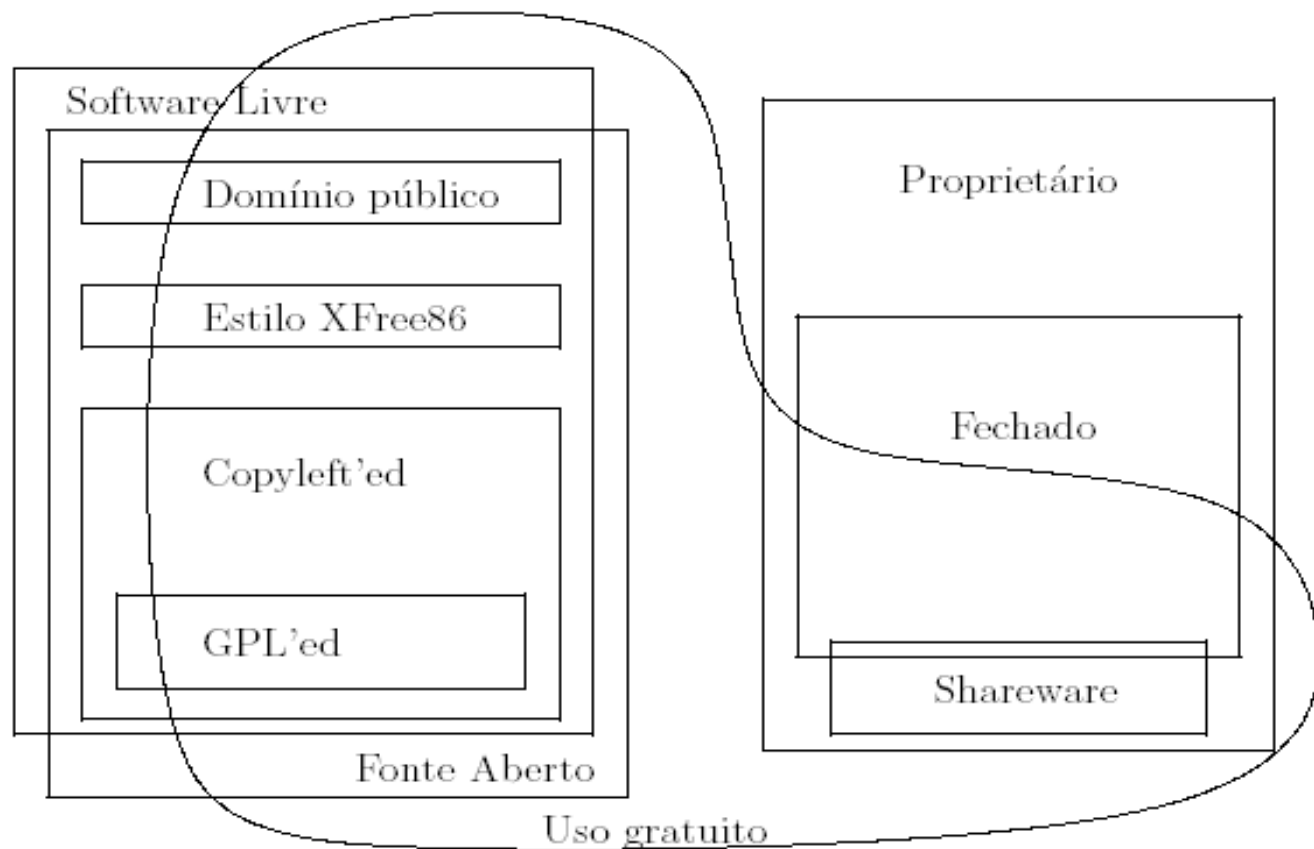 Software Livre
Domínio público
Estilo XFree86
Copyleft'ed
GPL'ed
Fonte Aberto
Proprietário
Fechado
Shareware
Uso gratuito